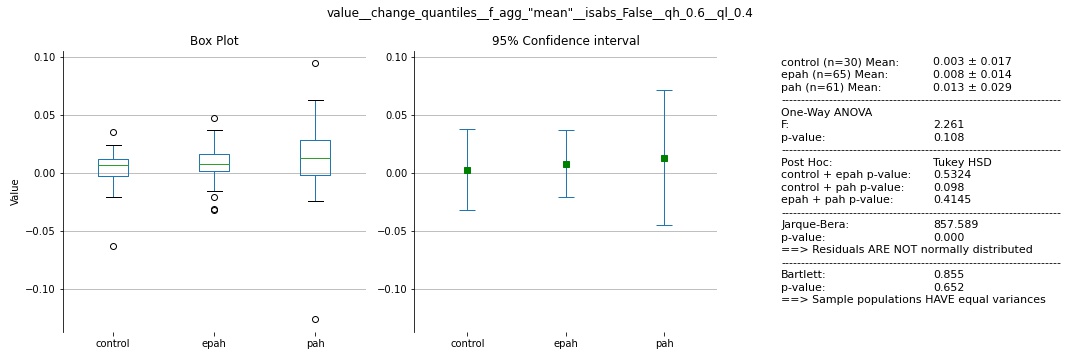 value__change_quantiles__f_agg_"mean"__isabs_False__qh_0.6__ql_0.4
Box Plot
Value
0.10
0.05
0.00
−0.05
−0.10
control epah pah
95% Confidence interval
0.10
0.05
0.00
−0.05
−0.10
control epah pah
control (n=30) Mean: 0.003 ± 0.017
epah (n=65) Mean: 0.008 ± 0.014
pah (n=61) Mean: 0.013 ± 0.029
One-Way ANOVA
F: 2.261
p-value: 0.108
Post Hoc: Tukey HSD
control + epah p-value: 0.5324
control + pah p-value: 0.098
epah + pah p-value: 0.4145
Jarque-Bera: 857.589
p-value: 0.000
==> Residuals ARE NOT normally distributed
Bartlett: 0.855
p-value: 0.652
==> Sample populations HAVE equal variances